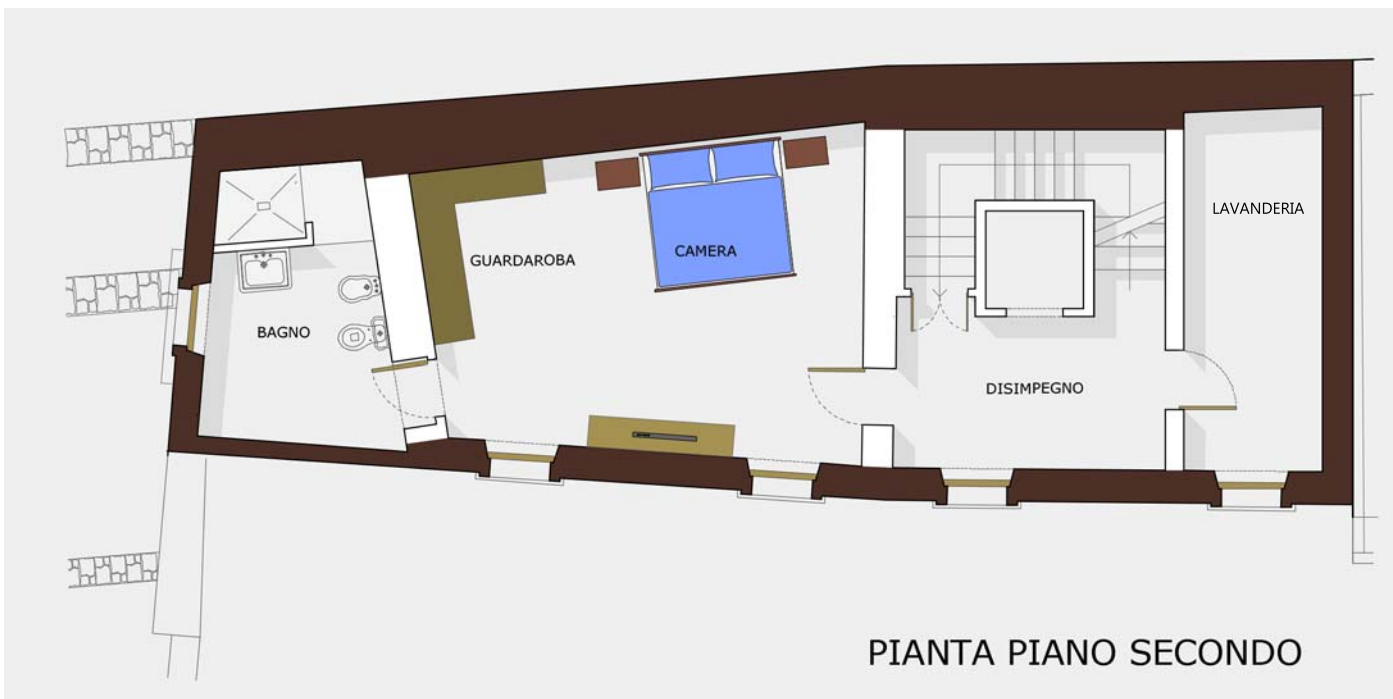 LAVANDERIA
CAMERA
GUARDAROBA
BAGNO
DISIMPEGNO
PIANTA PIANO SECONDO